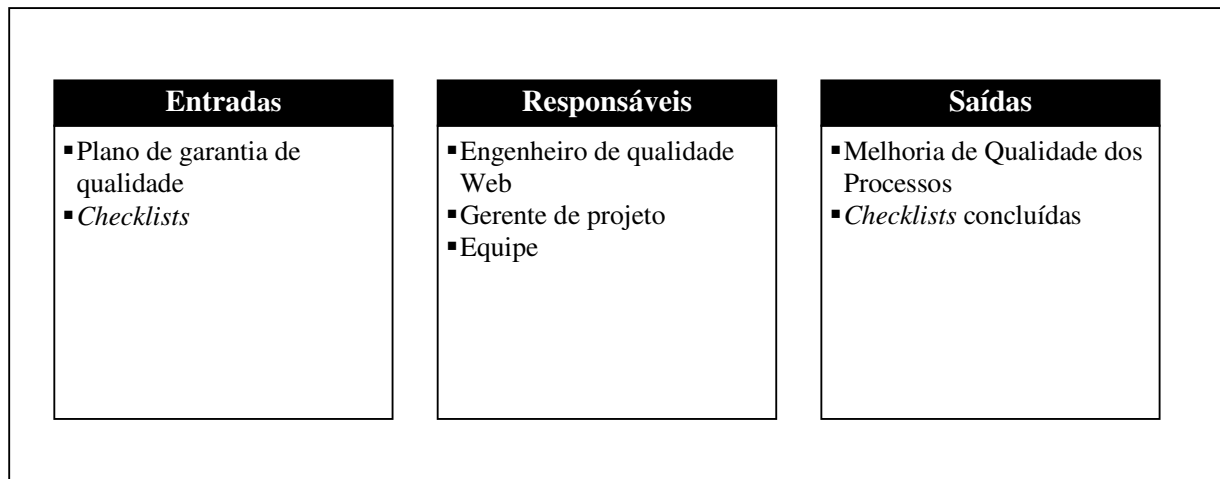 Entradas
▪Plano de garantia de
qualidade
▪Checklists
Responsáveis
▪Engenheiro de qualidade
Web
▪Gerente de projeto
▪Equipe
Saídas
▪Melhoria de Qualidade dos
Processos
▪Checklists concluídas